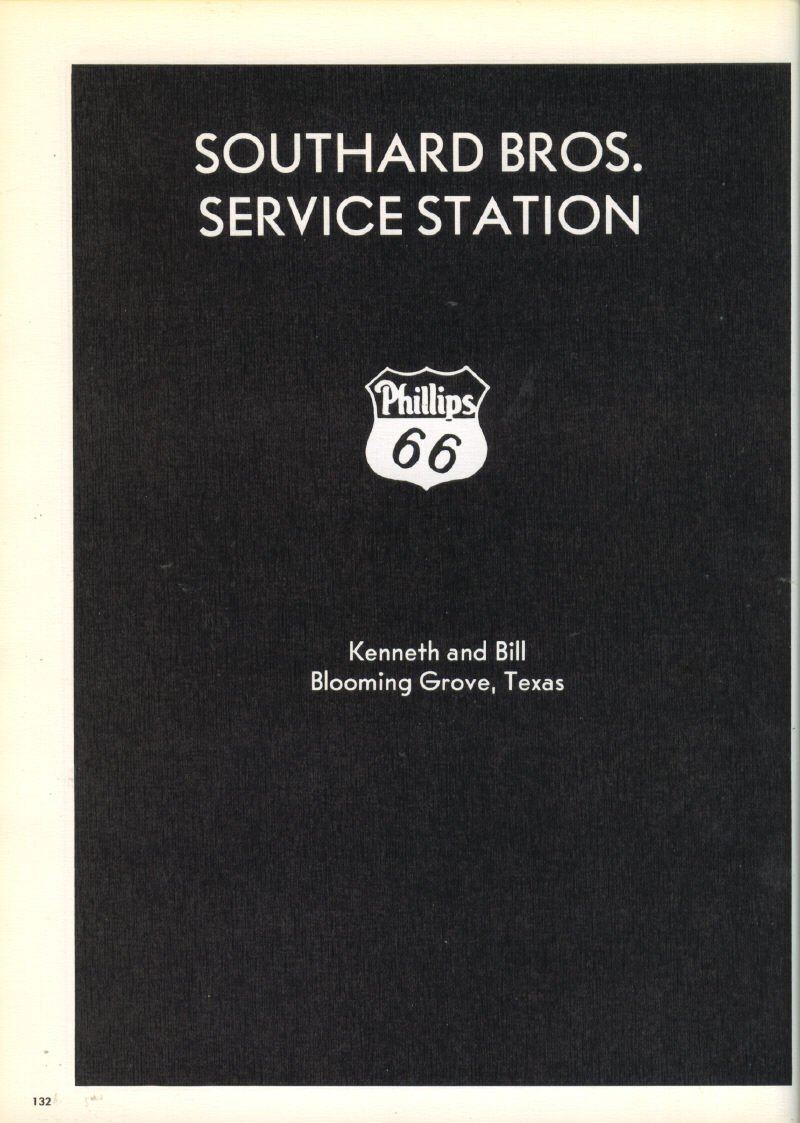 SOUTHARD BROS.
SERVICE STATION
Phillips
66
Kenneth and Bill
Blooming Grove, Texas
132